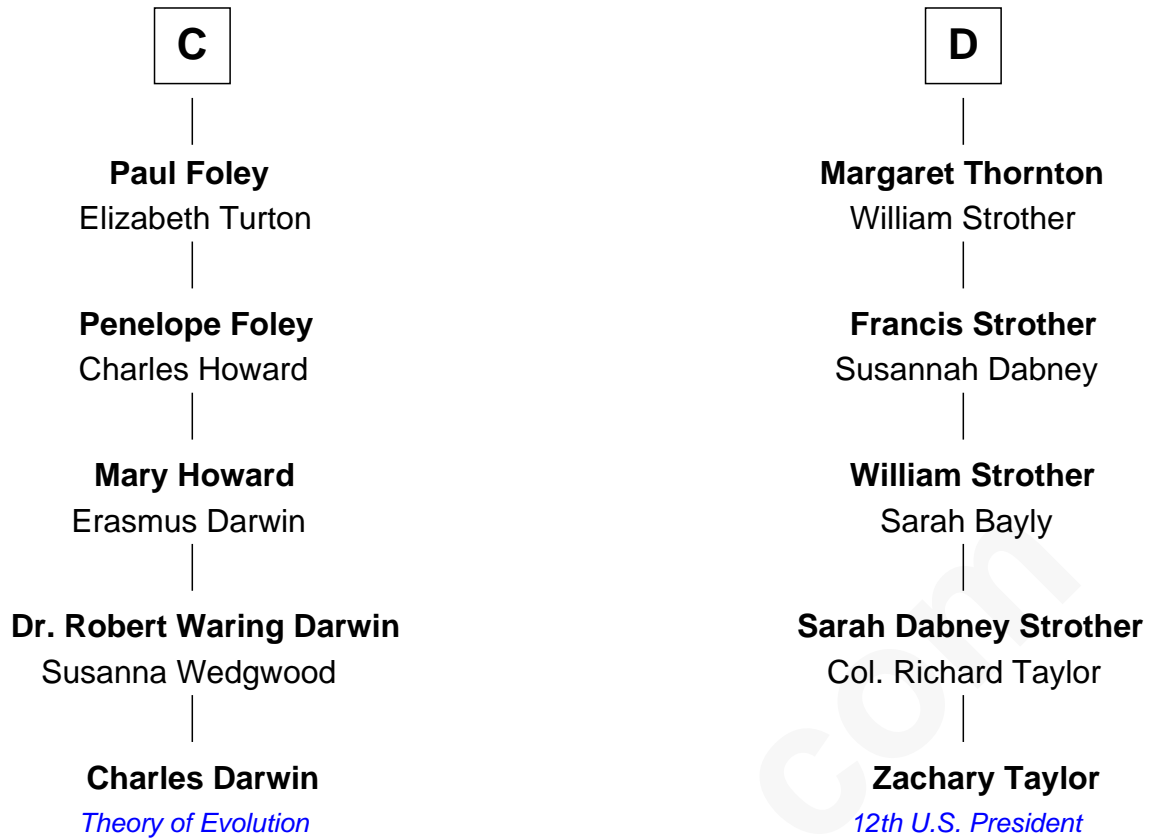 C
Paul Foley
Elizabeth Turton
Penelope Foley
Charles Howard
Mary Howard
Erasmus Darwin
Dr. Robert Waring Darwin
Susanna Wedgwood
Charles Darwin
Theory of Evolution
D
Margaret Thornton
William Strother
Francis Strother
Susannah Dabney
William Strother
Sarah Bayly
Sarah Dabney Strother
Col. Richard Taylor
Zachary Taylor
12th U.S. President
com